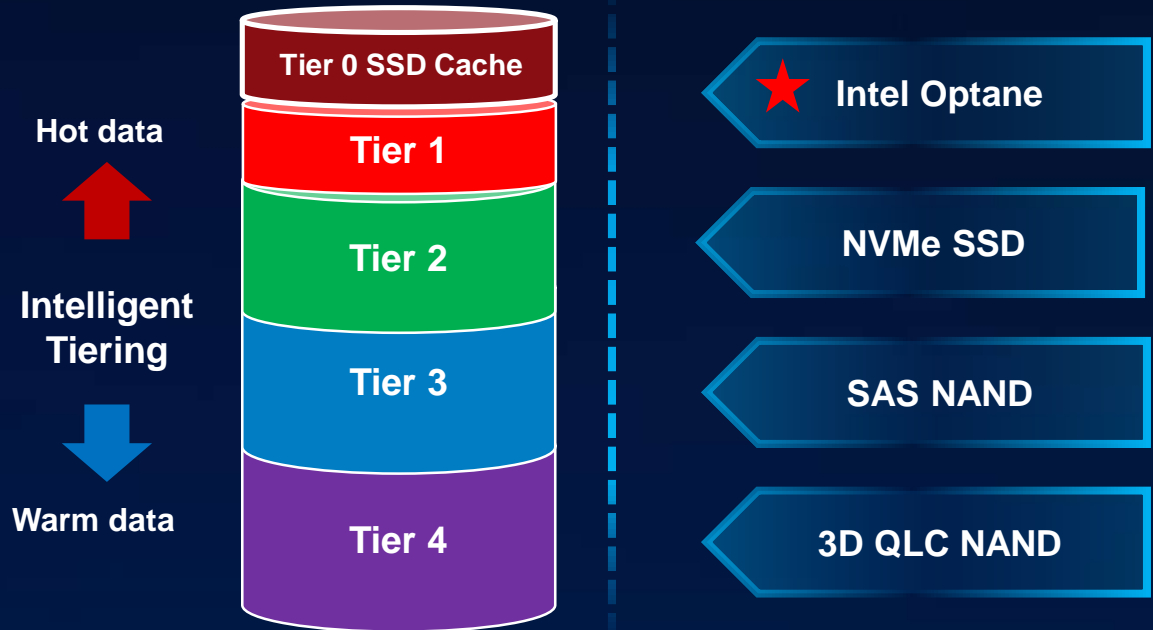 Tier 0 SSD Cache
Hot data
Tier 1
Tier 2
Intelligent
Tiering
Tier 3
Warm data
Tier 4
Intel Optane
NVMe SSD
SAS NAND
3D QLC NAND